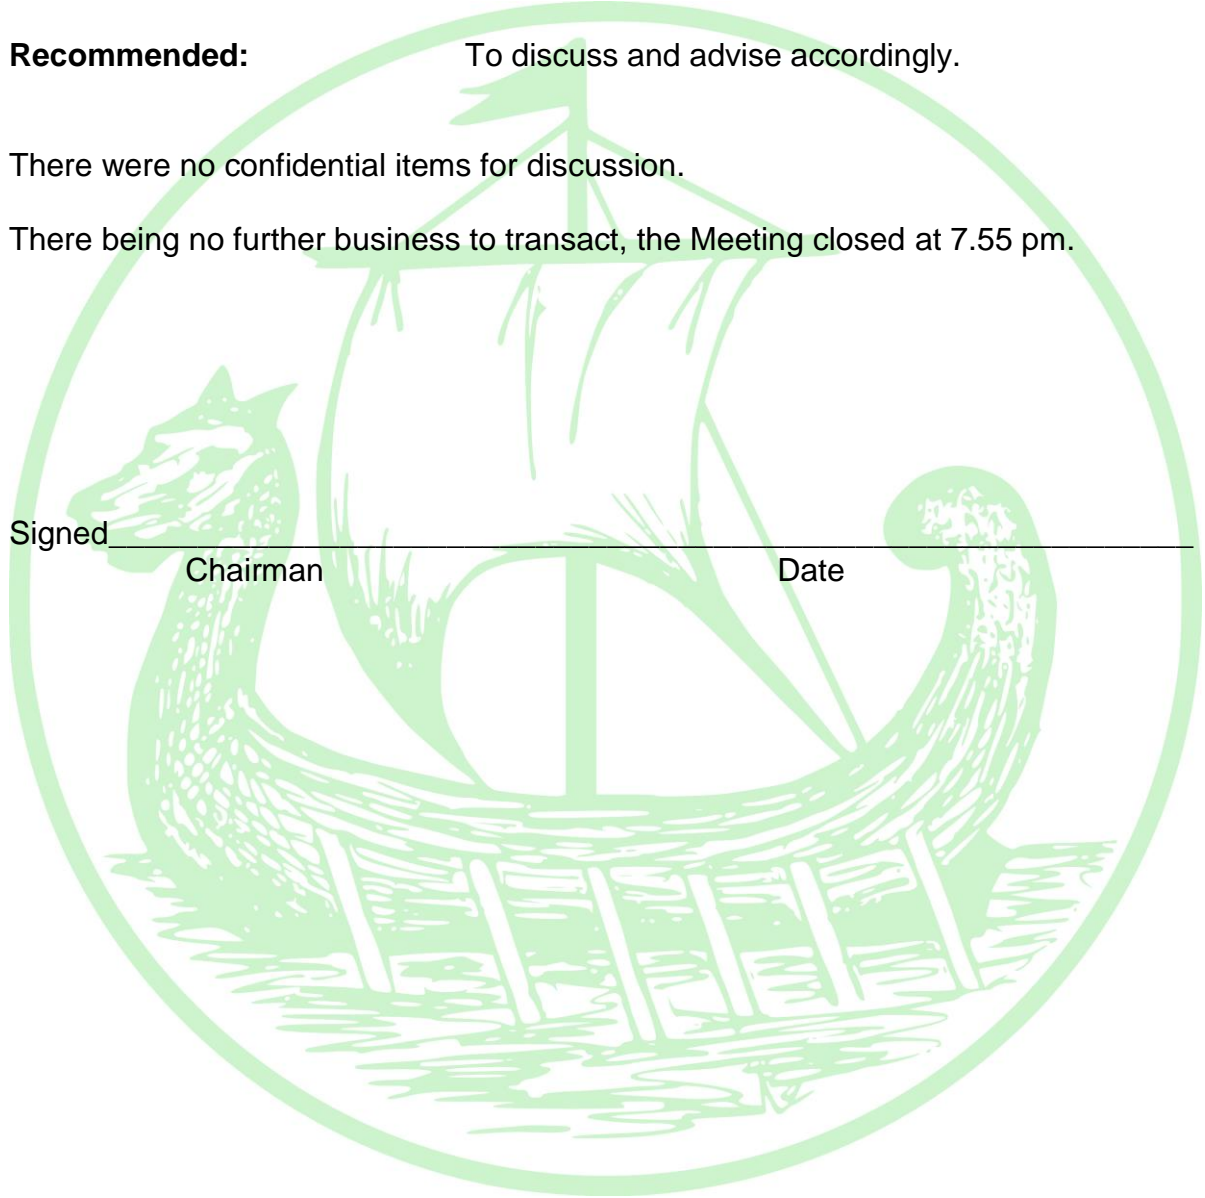 Recommended: To discuss and advise accordingly.
There were no confidential items for discussion.
There being no further business to transact, the Meeting closed at 7.55 pm.
Signed_____________________________________________________________
Chairman Date